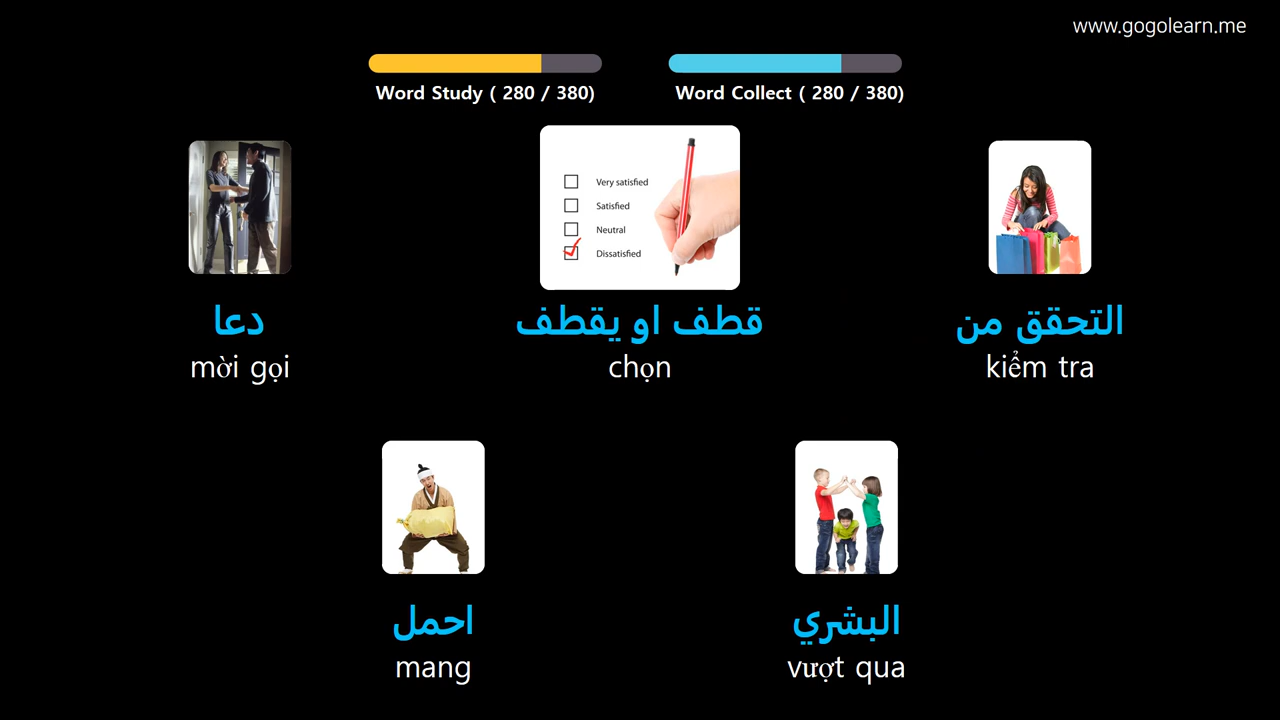 www.gogolearn.me
Word Study ( 280 / 380)
Word Collect ( 280 / 380)
Very satisfied
Satisfied
Neutral
Dissatisfied
دعا
mời gọi
قطف او يقطف
chọn
التحقق من
kiểm tra
احمل
mang
البشري
vượt qua